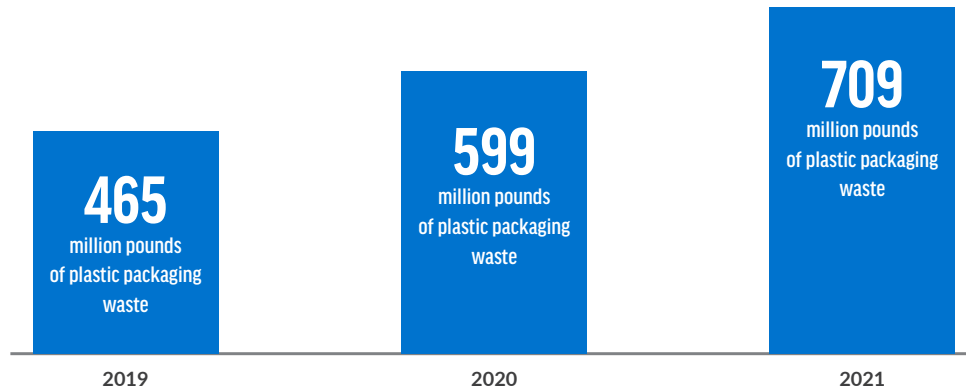 465
million pounds
of plastic packaging
waste
599
million pounds
of plastic packaging
waste
709
million pounds
of plastic packaging
waste
2019
2020
2021